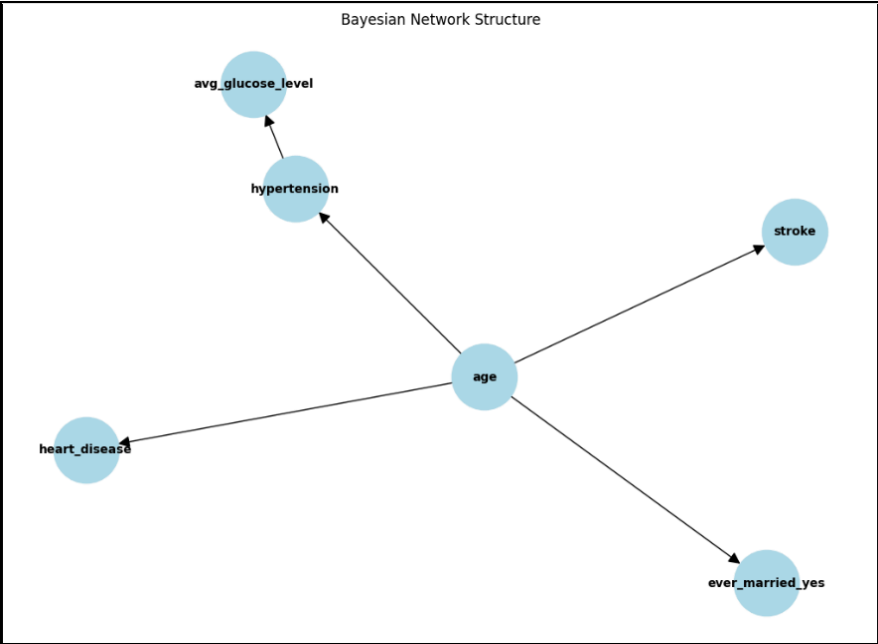 Bayesian Network Structure
avg_glucose_level
hypertension
stroke
age
heart_disease
ever_married_yes